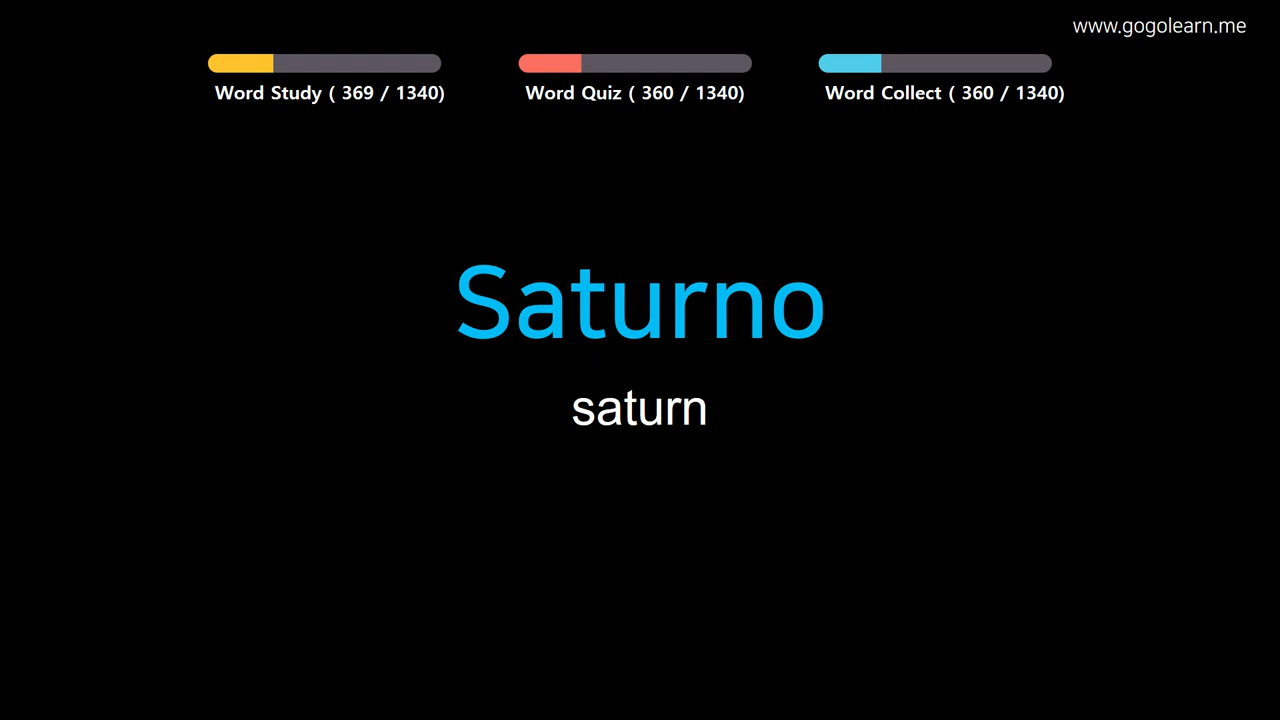 www.gogolearn.me
Word Study ( 369 / 1340)
Word Quiz ( 360 / 1340)
Word Collect ( 360 / 1340)
Saturno
saturn